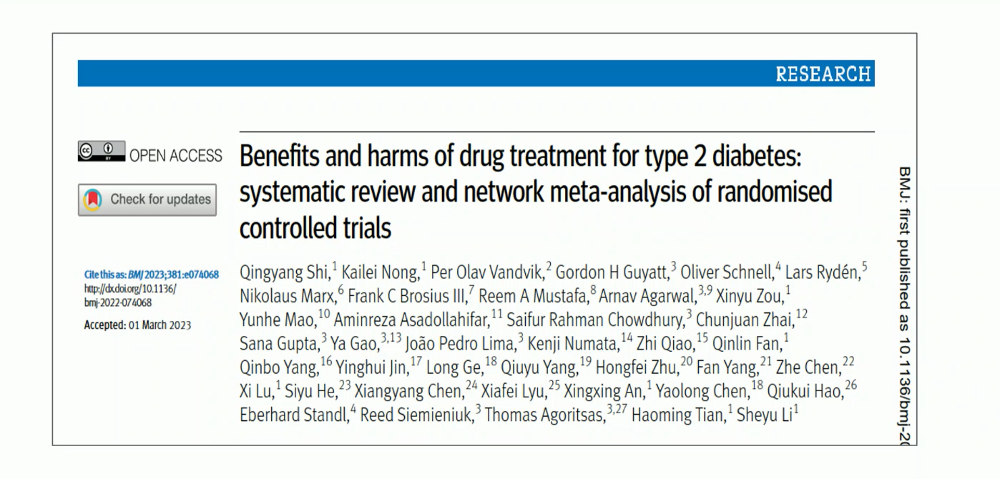 RESEARCH
cc BY OPEN ACCESS
Check for updates
Cite this as: BMJ 2023;381:e074068
http://dx.doi.org/10.1136/
bmj-2022-074068
Accepted: 01 March 2023
Benefits and harms of drug treatment for type 2 diabetes:
systematic review and network meta-analysis of randomised
controlled trials
Qingyang Shi,1 Kailei Nong,1 Per Olav Vandvik,2 Gordon H Guyatt,3 Oliver Schnell,4 Lars Rydén,5
Nikolaus Marx,6 Frank C Brosius III,7 Reem A Mustafa,8 Arnav Agarwal,3,9 Xinyu Zou,1
Yunhe Mao,10 Aminreza Asadollahifar,11 Saifur Rahman Chowdhury,3 Chunjuan Zhai,12
Sana Gupta,3 Ya Gao,3,13 João Pedro Lima,3 Kenji Numata,14 Zhi Qiao,15 Qinlin Fan,1
Qinbo Yang,16 Yinghui Jin,17 Long Ge,18 Qiuyu Yang,19 Hongfei Zhu,20 Fan Yang,21 Zhe Chen,22
Xi Lu,1 Siyu He,23 Xiangyang Chen,24 Xiafei Lyu,25 Xingxing An,1 Yaolong Chen,18 Qiukui Hao,26
Eberhard Standl,4 Reed Siemieniuk,3 Thomas Agoritsas,3,27 Haoming Tian,1 Sheyu Li1
BMJ: first published as 10.1136/bmj-20